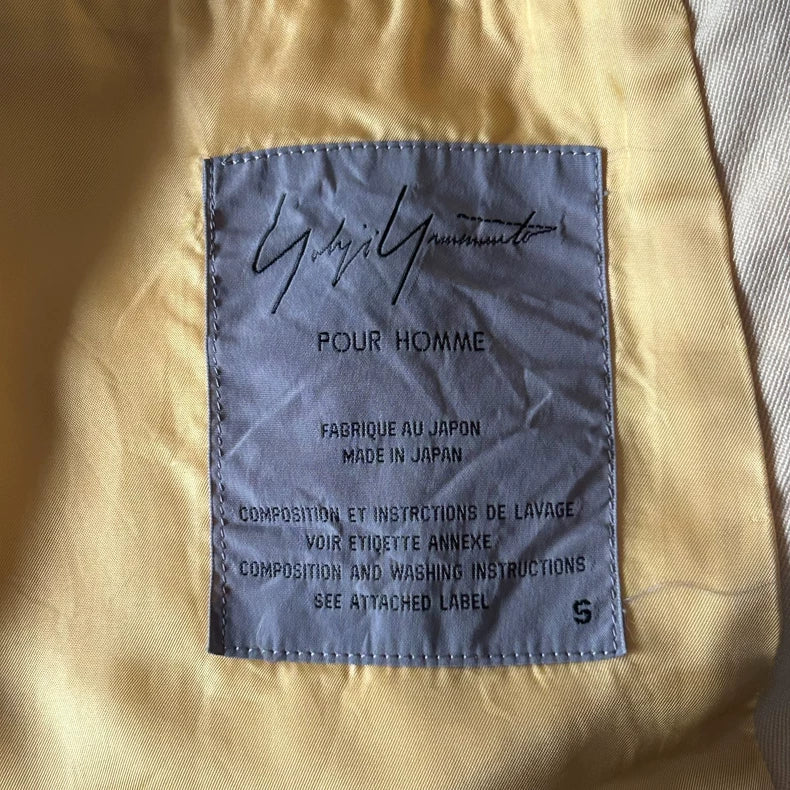 Yohji Yamamoto
POUR HOMME
FABRIQUE AU JAPON
MADE IN JAPAN
COMPOSITION ET INSTRCTIONS DE LAVAGE
VOIR ETIQETTE ANNEXE
COMPOSITION AND WASHING INSTRUCTIONS
SEE ATTACHED LABEL
S